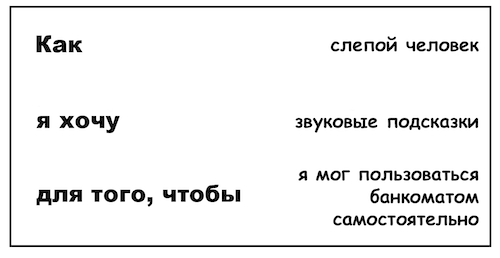 Как слепой человек
я хочу звуковые подсказки
для того, чтобы я мог пользоваться
банкоматом
самостоятельно